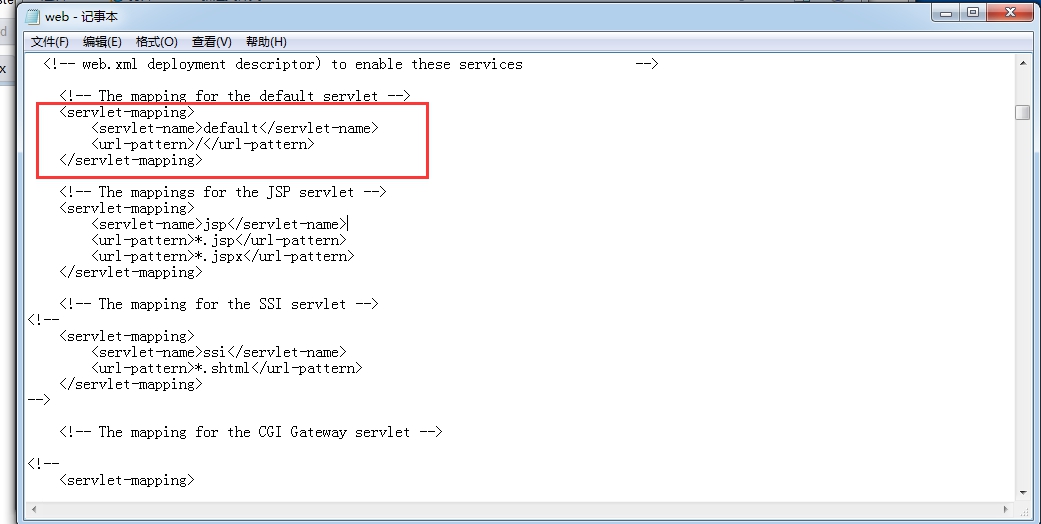 web - 记事本
文件(F) 编辑(E) 格式(O) 查看(V) 帮助(H)
<!-- web.xml deployment descriptor) to enable these services -->
<!-- The mapping for the default servlet -->
<servlet-mapping>
<servlet-name>default</servlet-name>
<url-pattern>/</url-pattern>
</servlet-mapping>
<!-- The mappings for the JSP servlet -->
<servlet-mapping>
<servlet-name>jsp</servlet-name>
<url-pattern>*.jsp</url-pattern>
<url-pattern>*.jspx</url-pattern>
</servlet-mapping>
<!-- The mapping for the SSI servlet -->
<!--
<servlet-mapping>
<servlet-name>ssi</servlet-name>
<url-pattern>*.shtml</url-pattern>
</servlet-mapping>
-->
<!-- The mapping for the CGI Gateway servlet -->
<!--
<servlet-mapping>